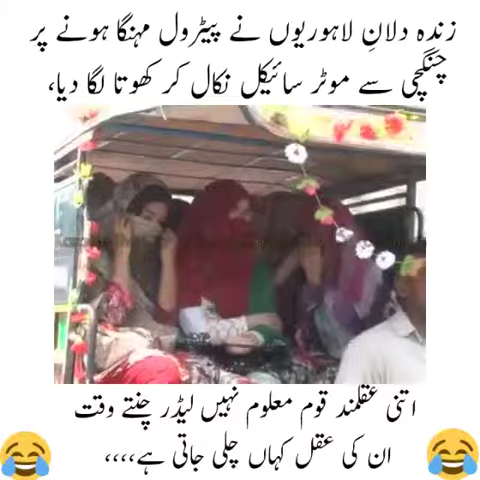 زندہ دلانِ لاہوریوں نے پیٹرول مہنگا ہونے پر
چنگچی سے موٹر سائیکل نکال کر کھوتا لگا دیا،
اتنی عقلمند قوم معلوم نہیں لیڈر چنتے وقت
ان کی عقل کہاں چلی جاتی ہے،،،،